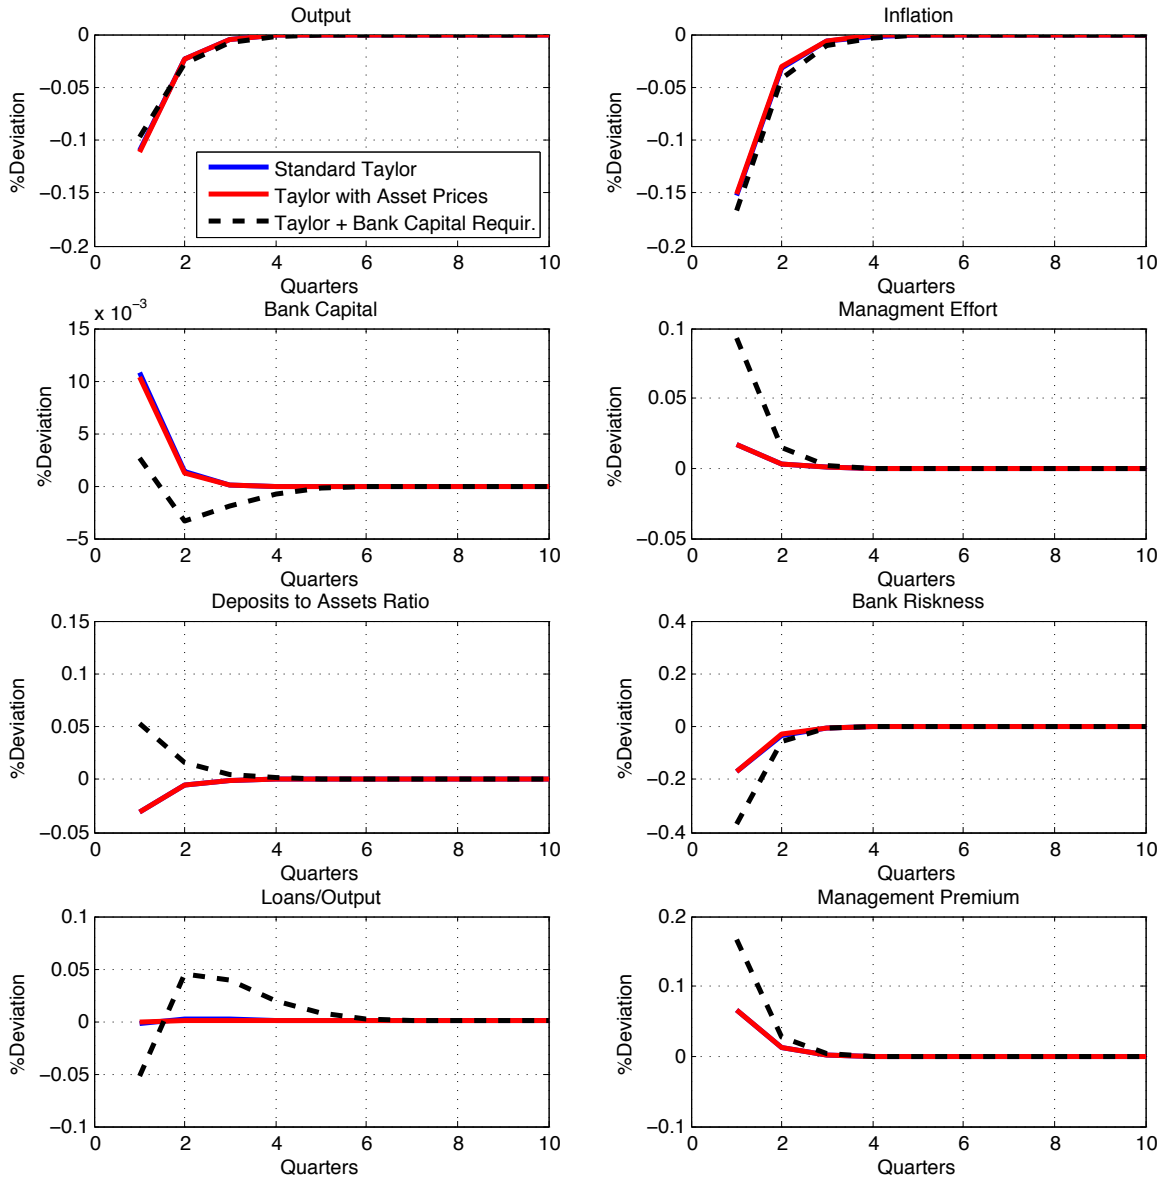 Output
0
−0.05
−0.1
−0.15
−0.2
%Deviation
Standard Taylor
Taylor with Asset Prices
Taylor + Bank Capital Requir.
0 2 4 6 8 10
Quarters
Inflation
0
−0.05
−0.1
−0.15
−0.2
%Deviation
0 2 4 6 8 10
Quarters
Bank Capital
x 10−3
15
10
5
0
−5
%Deviation
0 2 4 6 8 10
Quarters
Managment Effort
0.1
0.05
0
−0.05
%Deviation
0 2 4 6 8 10
Quarters
Deposits to Assets Ratio
0.15
0.1
0.05
0
−0.05
%Deviation
0 2 4 6 8 10
Quarters
Bank Riskness
0.4
0.2
0
−0.2
−0.4
%Deviation
0 2 4 6 8 10
Quarters
Loans/Output
0.1
0.05
0
−0.05
−0.1
%Deviation
0 2 4 6 8 10
Quarters
Management Premium
0.2
0.1
0
−0.1
%Deviation
0 2 4 6 8 10
Quarters